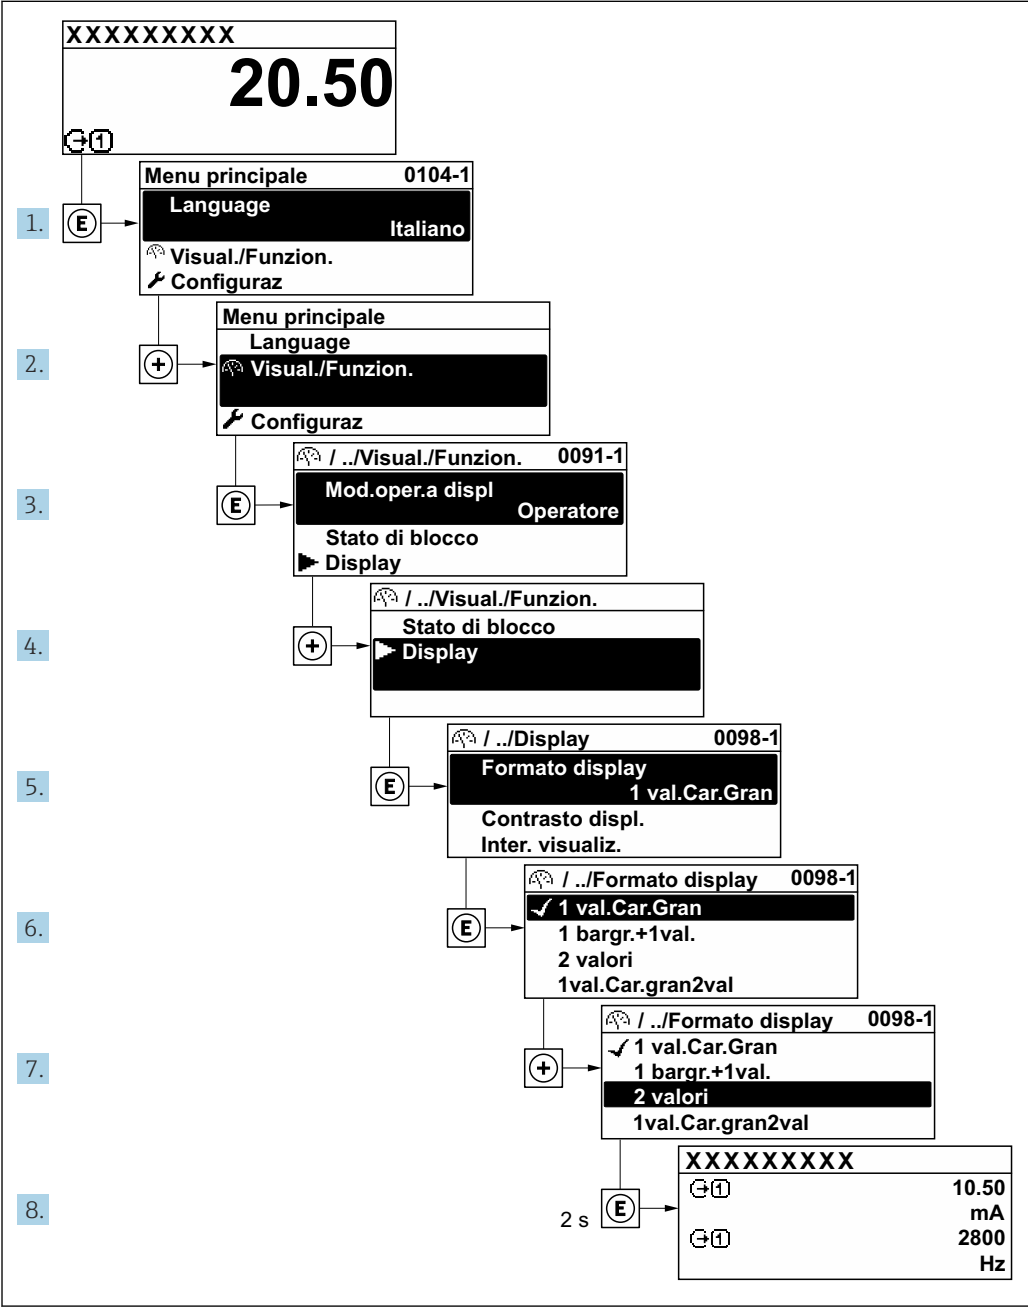 XXXXXXXXX
20.50
1
Menu principale 0104-1
Language
Italiano
Visual./Funzion.
Configuraz
1. E
Menu principale
Language
Visual./Funzion.
Configuraz
2. +
/ ../Visual./Funzion. 0091-1
Mod.oper.a displ
Operatore
Stato di blocco
Display
3. E
/ ../Visual./Funzion.
Stato di blocco
Display
4. +
/ ../Display 0098-1
Formato display
1 val.Car.Gran
Contrasto displ.
Inter. visualiz.
5. E
/ ../Formato display 0098-1
1 val.Car.Gran
1 bargr.+1val.
2 valori
1val.Car.gran2val
6. E
/ ../Formato display 0098-1
1 val.Car.Gran
1 bargr.+1val.
2 valori
1val.Car.gran2val
7. +
XXXXXXXXX
1 10.50
mA
1 2800
Hz
8. 2 s E